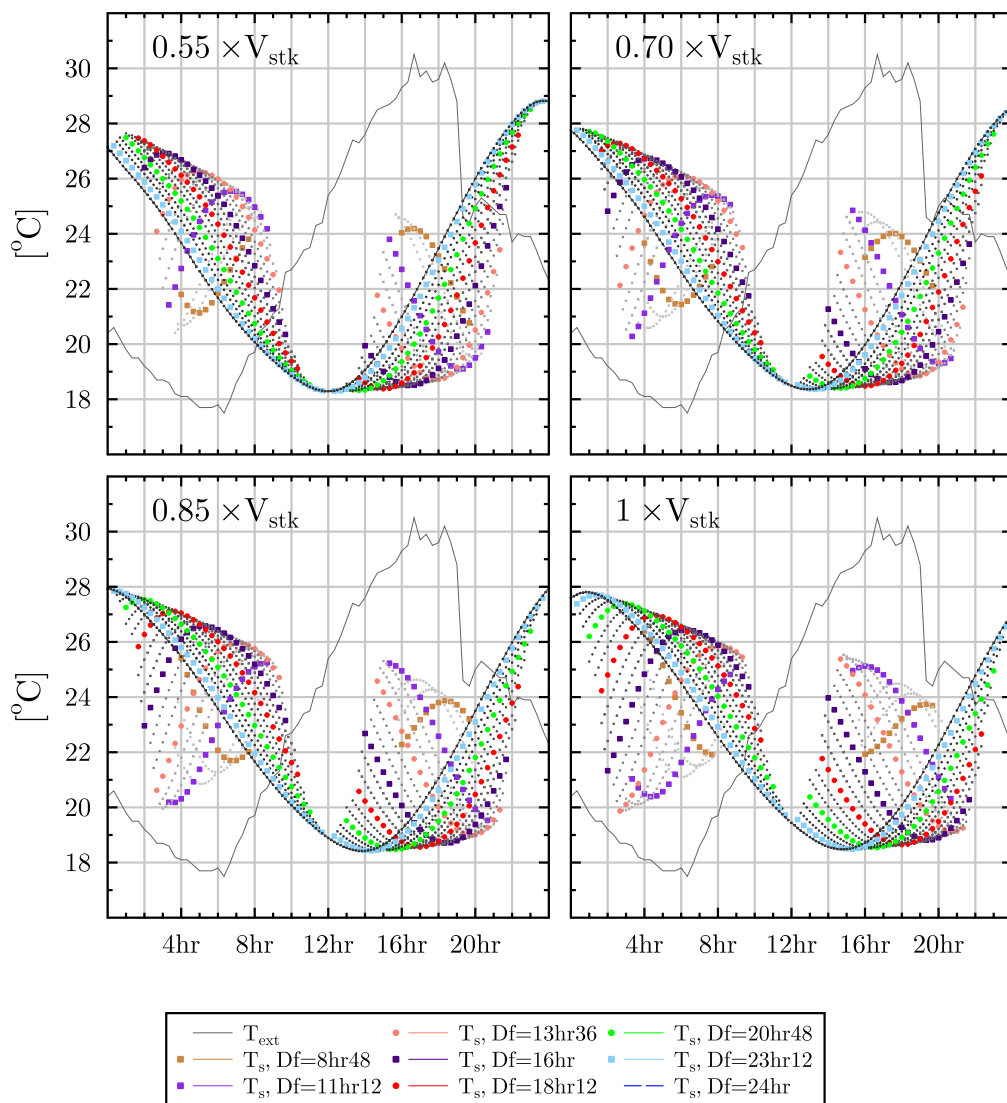 0.55 ×V_stk
0.70 ×V_stk
30
28
26
24
22
20
18
[°C]
0.85 ×V_stk
1 ×V_stk
30
28
26
24
22
20
18
[°C]
4hr 8hr 12hr 16hr 20hr
4hr 8hr 12hr 16hr 20hr
T_ext T_s, Df=13hr36 T_s, Df=20hr48
T_s, Df=8hr48 T_s, Df=16hr T_s, Df=23hr12
T_s, Df=11hr12 T_s, Df=18hr12 T_s, Df=24hr